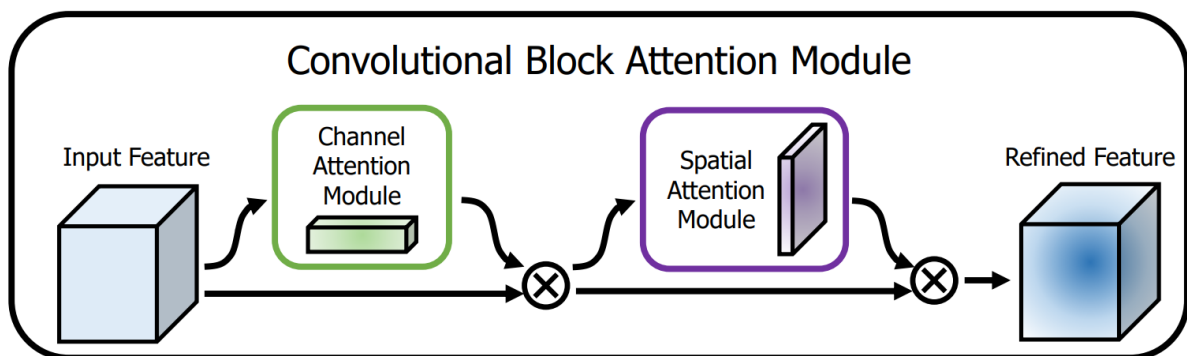 Convolutional Block Attention Module
Input Feature
Channel
Attention
Module
Spatial
Attention
Module
Refined Feature